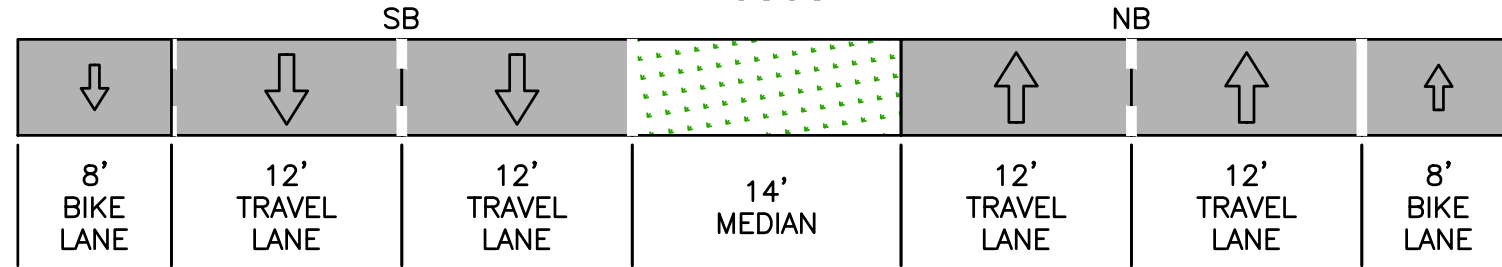 SB
NB
8'
BIKE
LANE
12'
TRAVEL
LANE
12'
TRAVEL
LANE
14'
MEDIAN
12'
TRAVEL
LANE
12'
TRAVEL
LANE
8'
BIKE
LANE